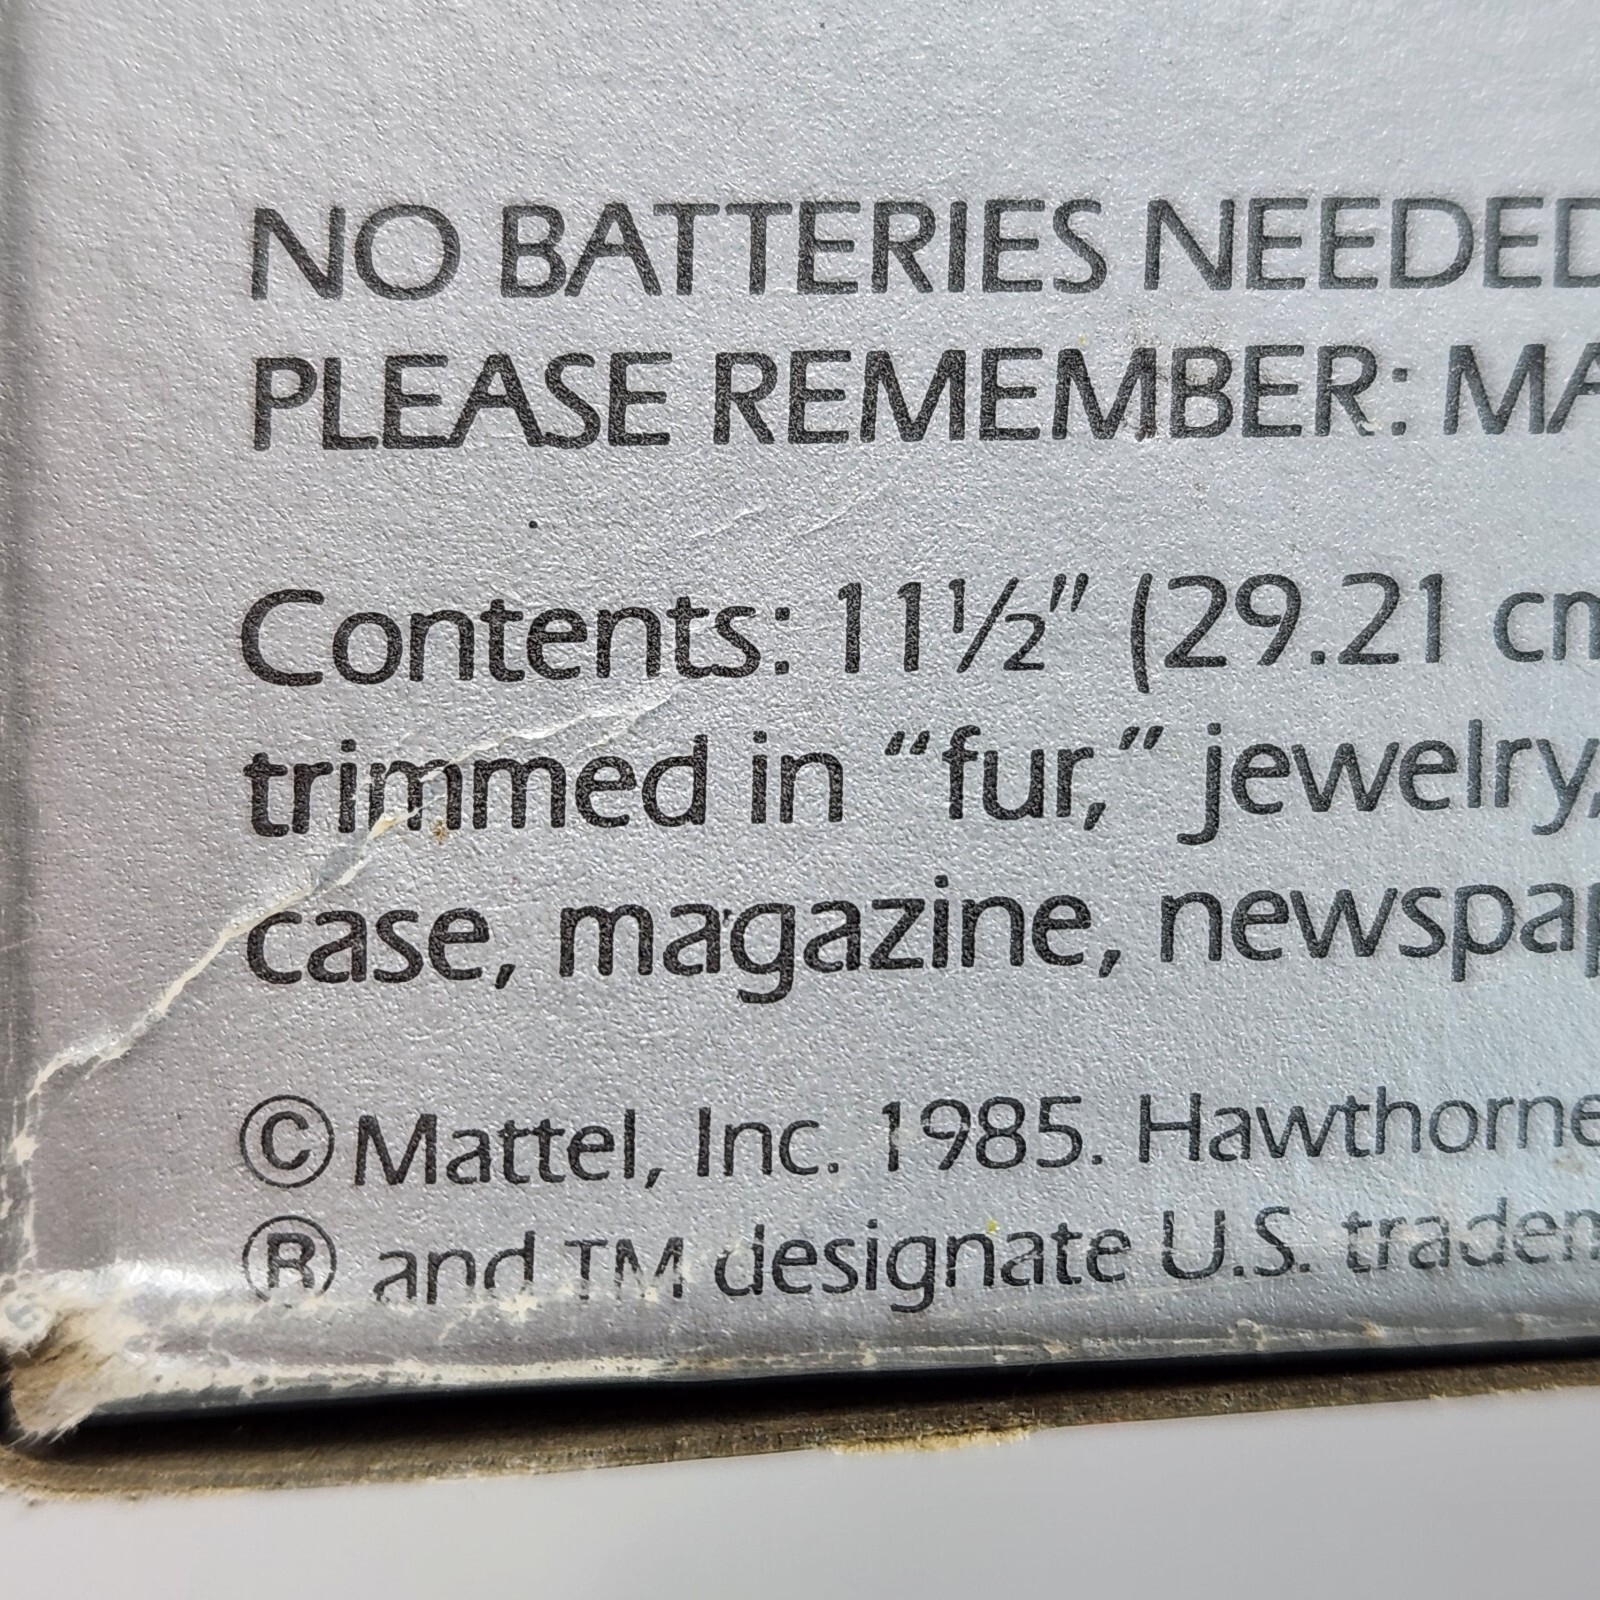 NO BATTERIES NEEDED
PLEASE REMEMBER: MA
Contents: 11½" (29.21 cm
trimmed in “fur,” jewelry,
case, magazine, newspap
©Mattel, Inc. 1985. Hawthorne
® and TM designate U.S. tradem